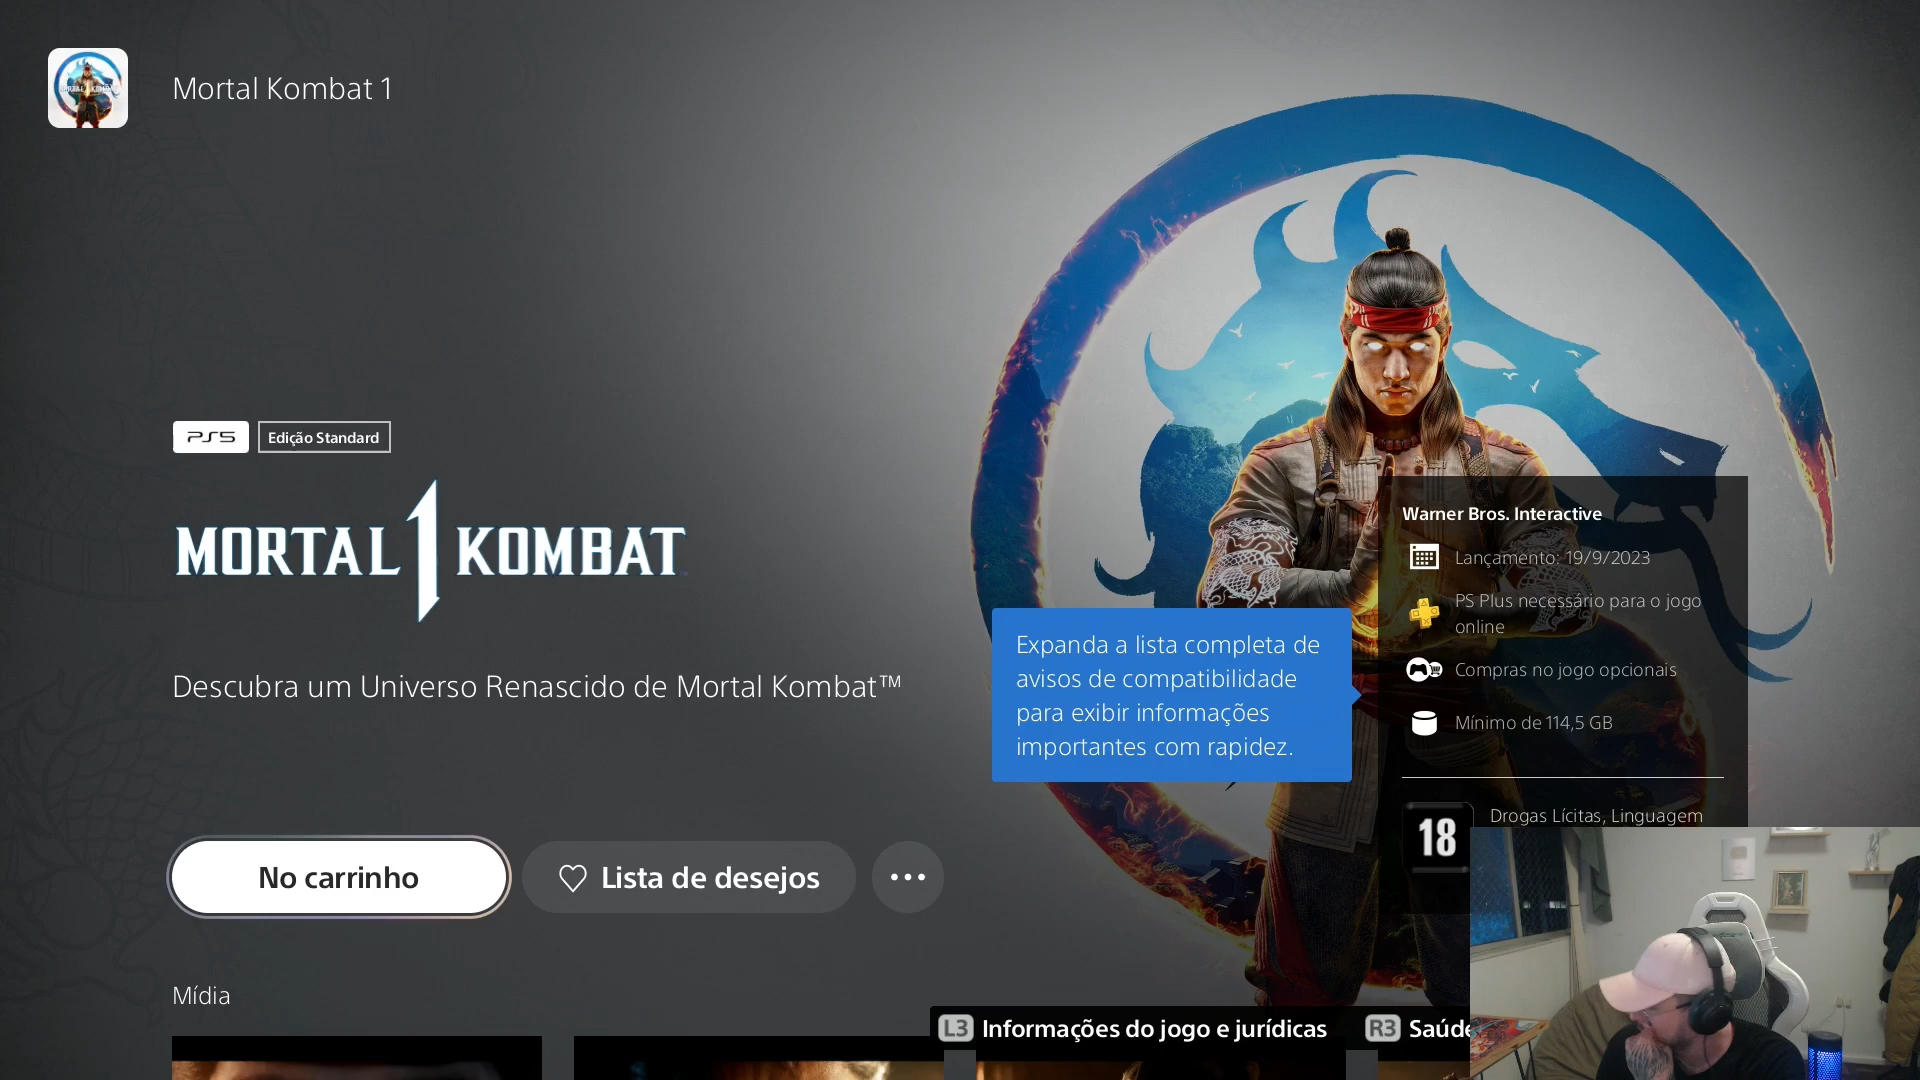 Mortal Kombat 1
PS5
Edição Standard
MORTAL 1 KOMBAT
Descubra um Universo Renascido de Mortal Kombat™
Expanda a lista completa de
avisos de compatibilidade
para exibir informações
importantes com rapidez.
Warner Bros. Interactive
Lançamento: 19/9/2023
PS Plus necessário para o jogo
online
Compras no jogo opcionais
Mínimo de 114,5 GB
18
Drogas Lícitas, Linguagem
No carrinho
Lista de desejos
Mídia
L3 Informações do jogo e jurídicas
R3 Saúde